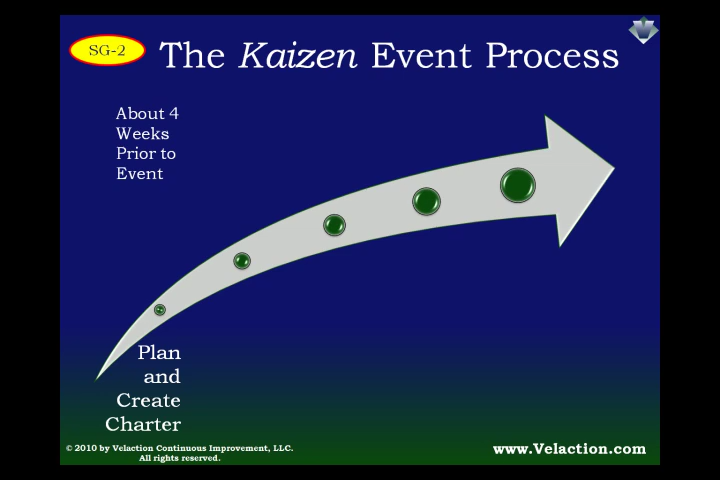 SG-2
The Kaizen Event Process
About 4
Weeks
Prior to
Event
Plan
and
Create
Charter
© 2010 by Velaction Continuous Improvement, LLC.
All rights reserved.
www.Velaction.com